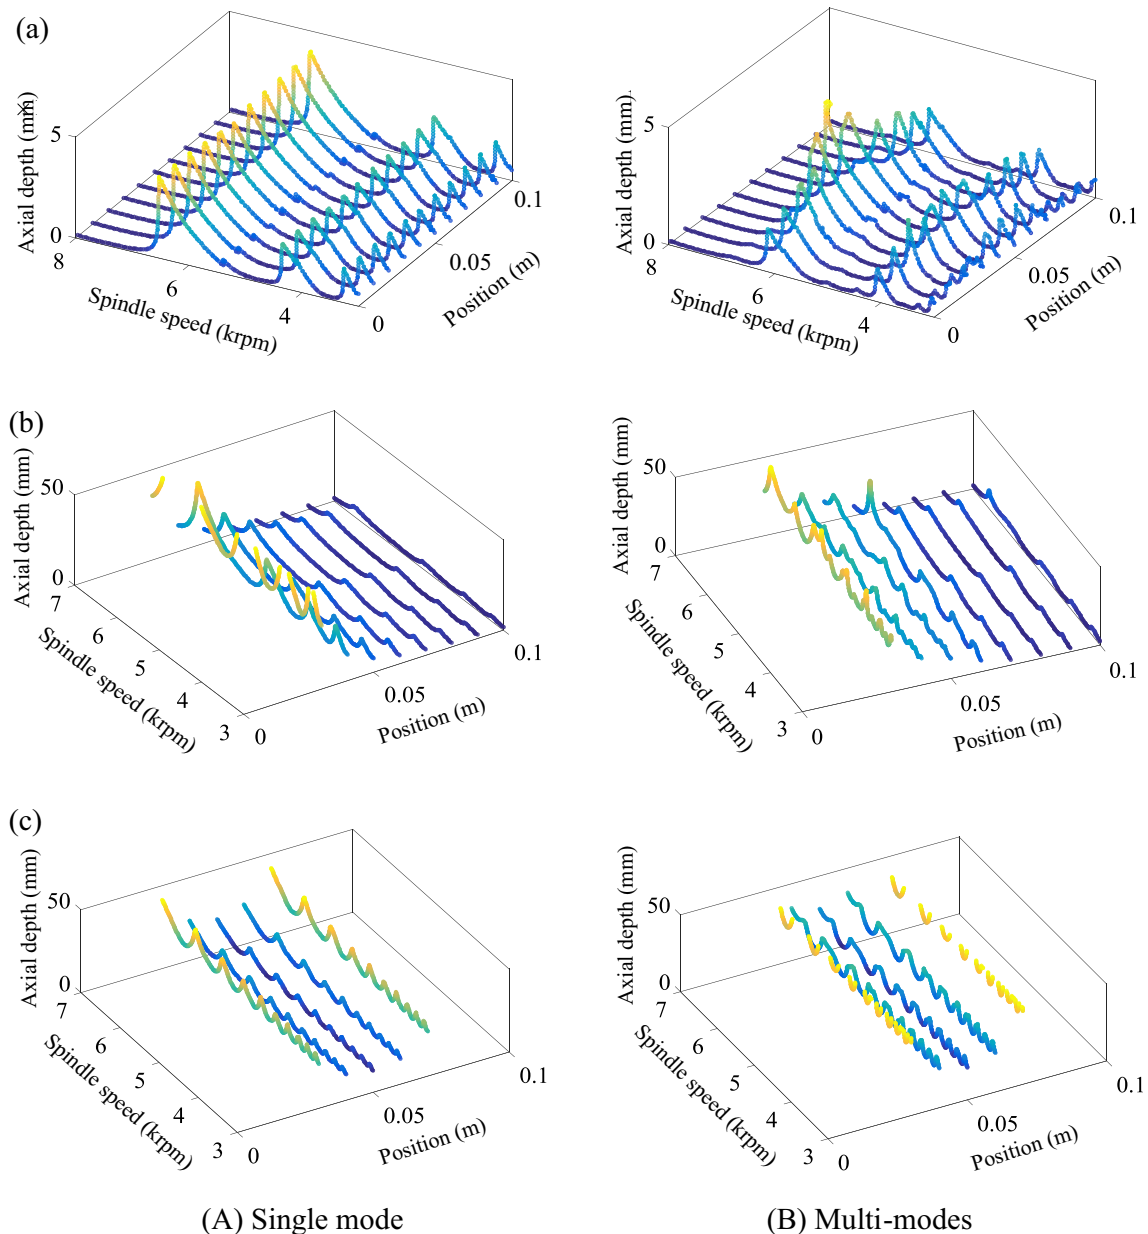 (a)
Axial depth (mm)
5
0
8
6
4
0
0.05
0.1
Spindle speed (krpm)
Position (m)
Axial depth (mm)
5
0
8
6
4
0
0.05
0.1
Spindle speed (krpm)
Position (m)
(b)
Axial depth (mm)
50
0
7
6
5
4
3
0
0.05
0.1
Spindle speed (krpm)
Position (m)
Axial depth (mm)
50
0
7
6
5
4
3
0
0.05
0.1
Spindle speed (krpm)
Position (m)
(c)
Axial depth (mm)
50
0
7
6
5
4
3
0
0.05
0.1
Spindle speed (krpm)
Position (m)
Axial depth (mm)
50
0
7
6
5
4
3
0
0.05
0.1
Spindle speed (krpm)
Position (m)
(A) Single mode
(B) Multi-modes